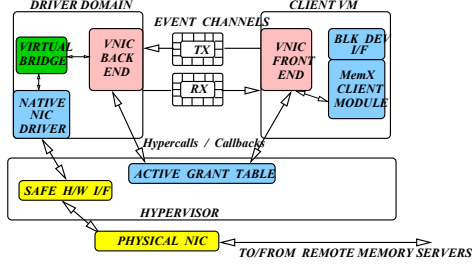 DRIVER DOMAIN
EVENT CHANNELS
CLIENT VM
VIRTUAL
BRIDGE
VNIC
BACK
END
TX
RX
VNIC
FRONT
END
BLK DEV
I/F
MemX
CLIENT
MODULE
NATIVE
NIC
DRIVER
Hypercalls / Callbacks
ACTIVE GRANT TABLE
SAFE H/W I/F
HYPERVISOR
PHYSICAL NIC
TO/FROM REMOTE MEMORY SERVERS